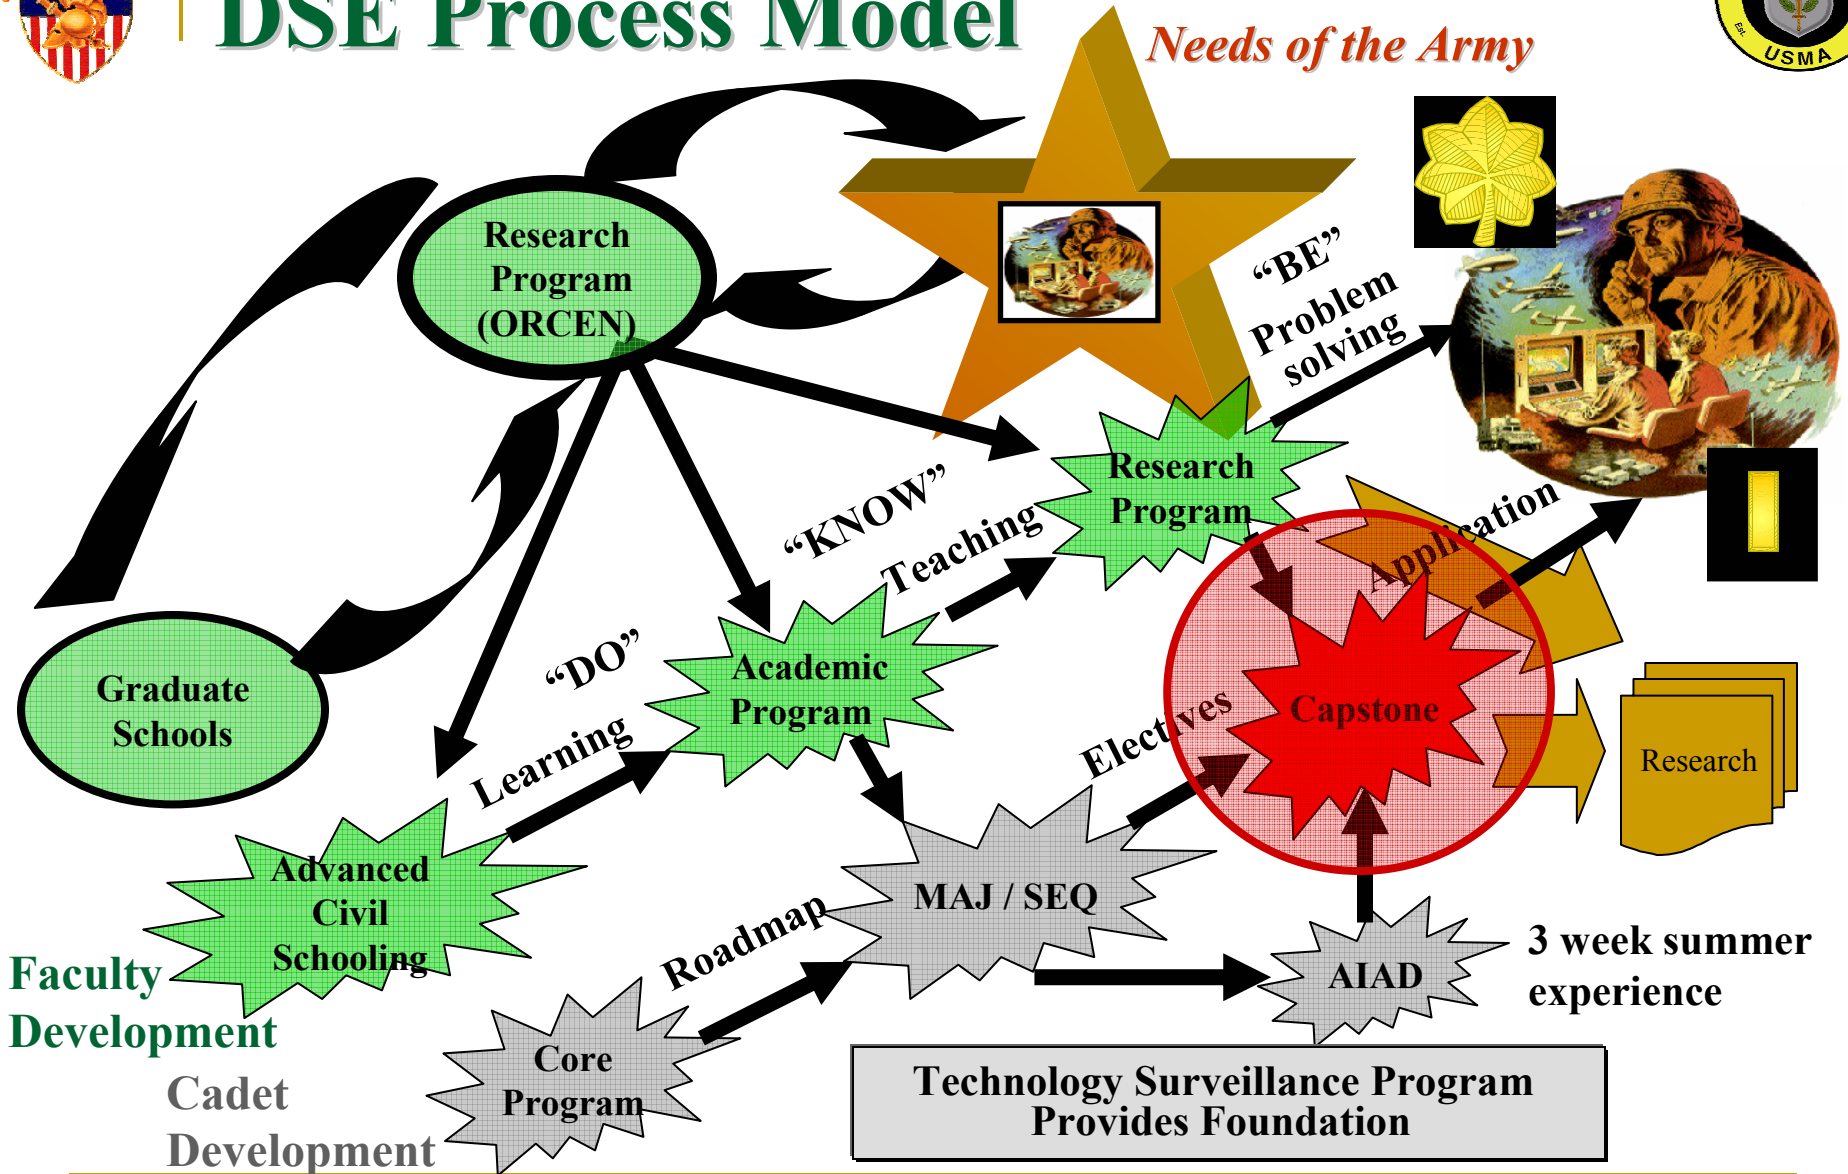 DSE Process Model
Needs of the Army
Est.
USMA
Research
Program
(ORCEN)
“BE”
Problem
solving
Research
Program
“KNOW”
Teaching
Application
“DO”
Academic
Program
Graduate
Schools
Learning
Electives
Capstone
Research
Advanced
Civil
Schooling
MAJ / SEQ
Roadmap
AIAD
3 week summer
experience
Faculty
Development
Core
Program
Cadet
Development
Technology Surveillance Program
Provides Foundation